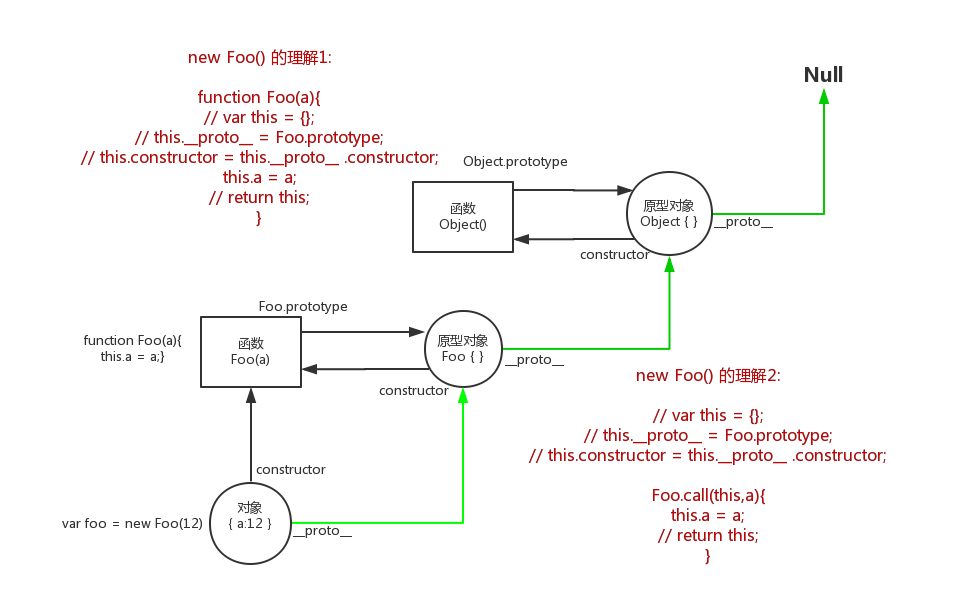 new Foo() 的理解1:
function Foo(a){
// var this = {};
// this.__proto__ = Foo.prototype;
// this.constructor = this.__proto__ .constructor;
this.a = a;
// return this;
}
Null
Object.prototype
函数
Object()
原型对象
Object { }
__proto__
constructor
Foo.prototype
function Foo(a){
this.a = a;}
函数
Foo(a)
原型对象
Foo { }
__proto__
constructor
constructor
var foo = new Foo(12)
对象
{ a:12 }
__proto__
new Foo() 的理解2:
// var this = {};
// this.__proto__ = Foo.prototype;
// this.constructor = this.__proto__ .constructor;
Foo.call(this,a){
this.a = a;
// return this;
}